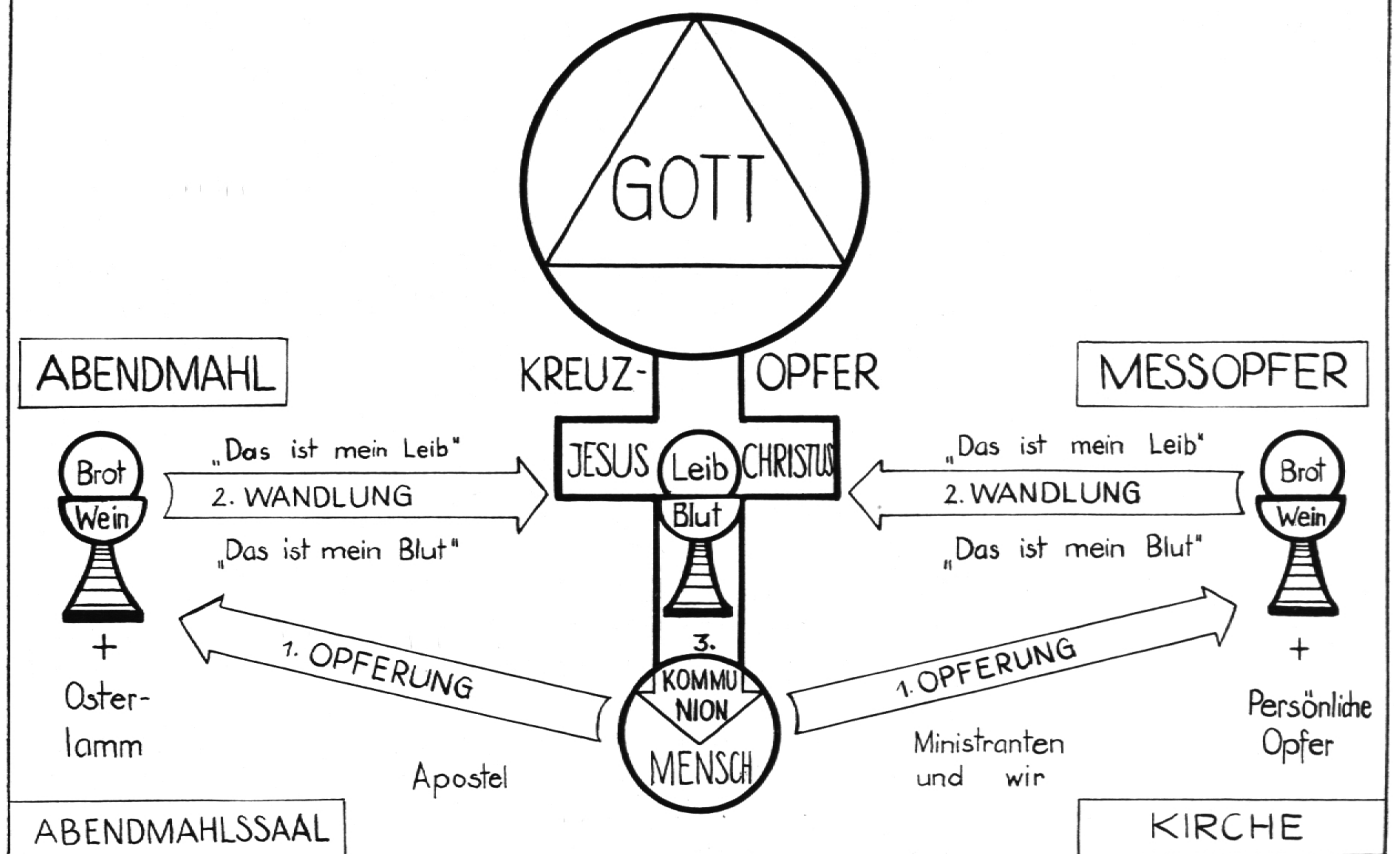 GOTT
ABENDMAHL
KREUZ- OPFER
MESSOPFER
„Das ist mein Leib"
Brot
Wein
2. WANDLUNG
„Das ist mein Blut"
JESUS CHRISTUS
Leib
Blut
„Das ist mein Leib"
2. WANDLUNG
„Das ist mein Blut"
Brot
Wein
+
Oster-
lamm
1. OPFERUNG
Apostel
3.
KOMMU
NION
MENSCH
1. OPFERUNG
Ministranten
und wir
+
Persönliche
Opfer
ABENDMAHLSSAAL
KIRCHE